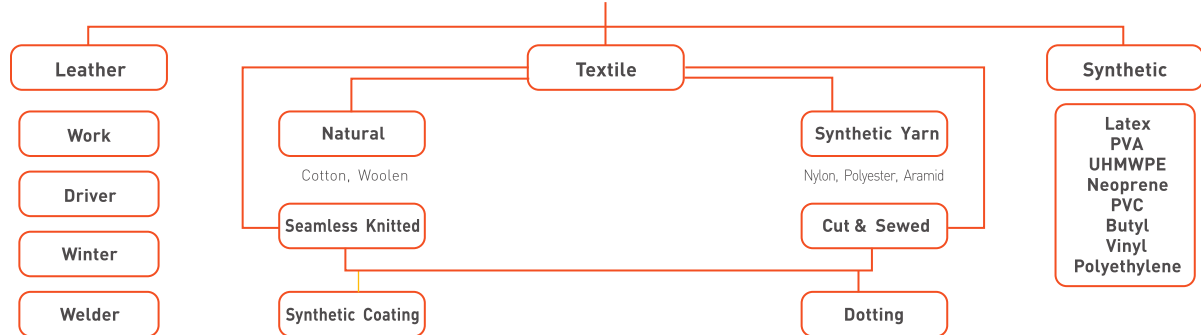 Leather
Textile
Synthetic
Work
Driver
Winter
Welder
Natural
Cotton, Woolen
Synthetic Yarn
Nylon, Polyester, Aramid
Seamless Knitted
Cut & Sewed
Synthetic Coating
Dotting
Latex
PVA
UHMWPE
Neoprene
PVC
Butyl
Vinyl
Polyethylene